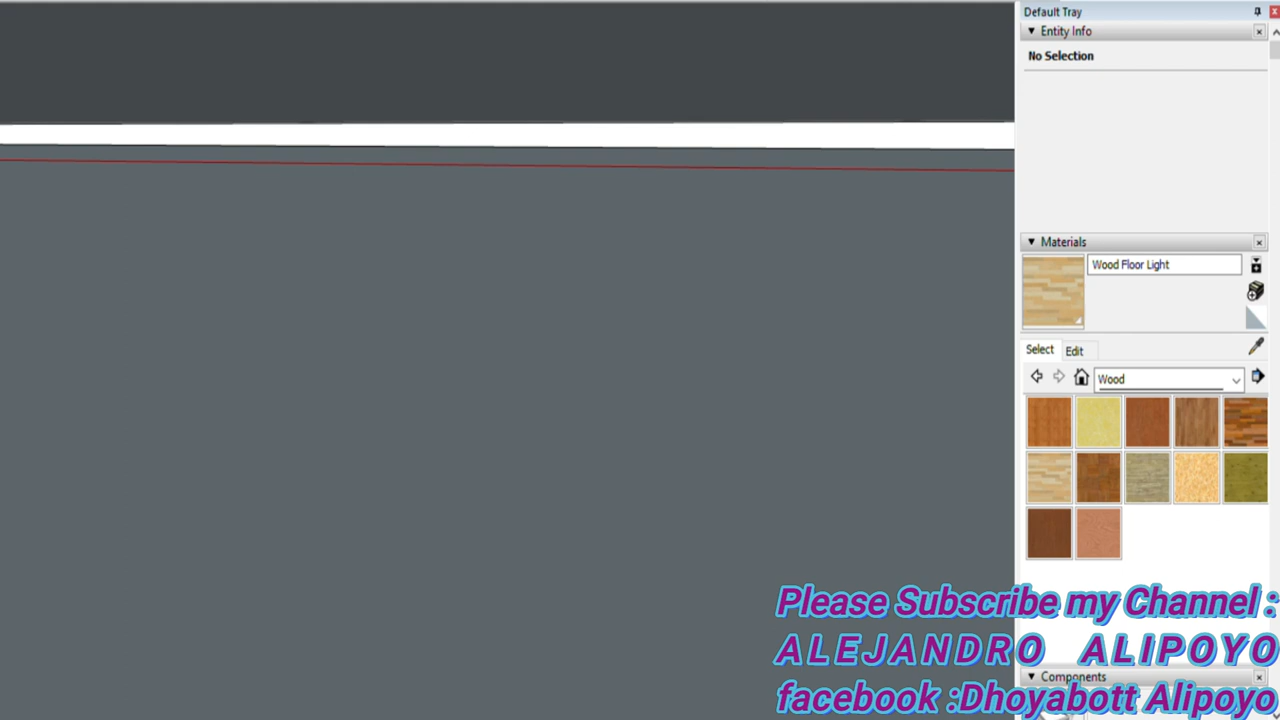 Default Tray
Entity Info
No Selection
Materials
Wood Floor Light
Select Edit
Wood
Please Subscribe my Channel :
ALEJANDRO ALIPOYO
Components
facebook :Dhoyabott Alipoyo